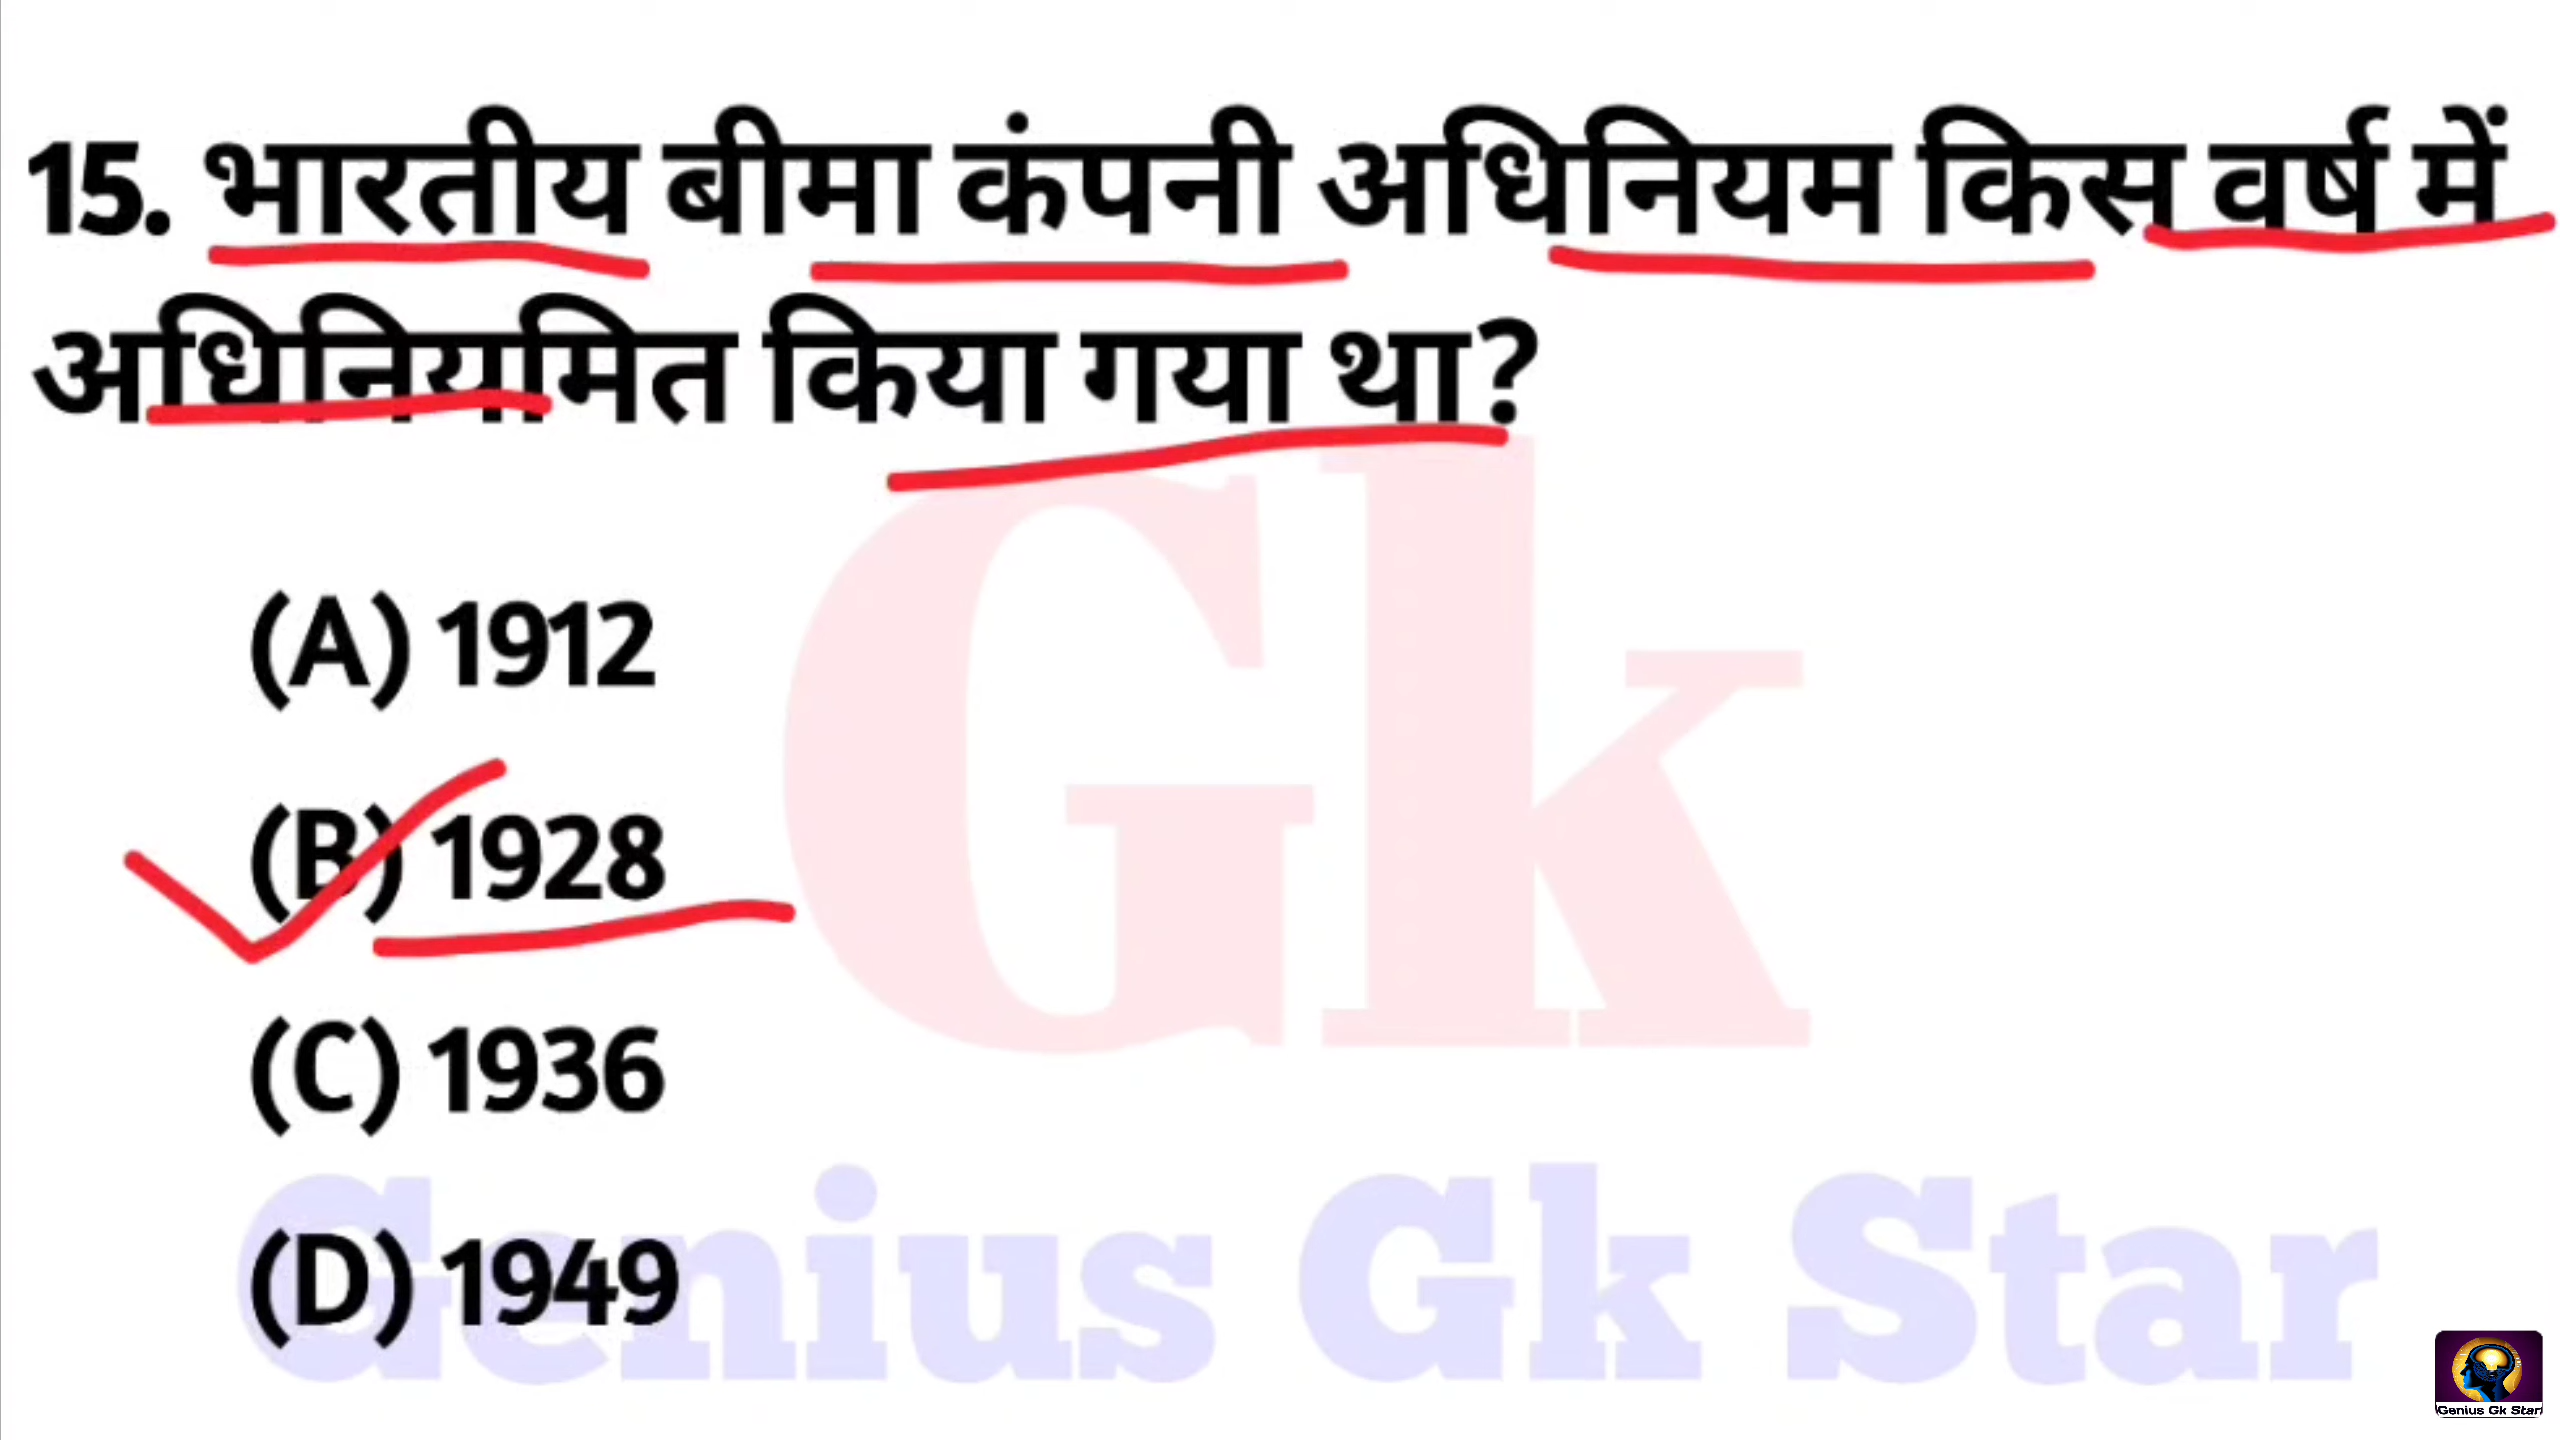 15. भारतीय बीमा कंपनी अधिनियम किस वर्ष में
अधिनियमित किया गया था?
(A) 1912
(B) 1928
(C) 1936
(D) 1949
Gk
Genius Gk Star
Genius Gk Star